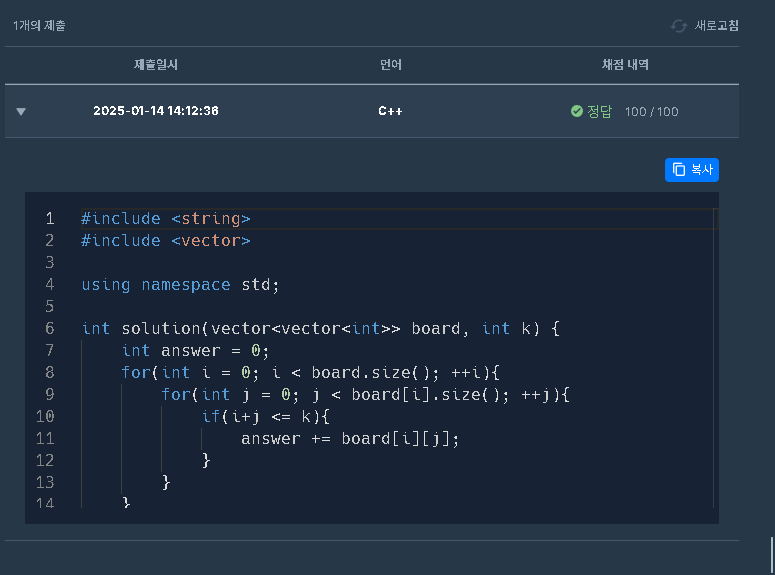 1개의 제출
새로고침
제출일시 언어 채점 내역
2025-01-14 14:12:36 C++ 정답 100 / 100
복사
1 #include <string>
2 #include <vector>
3
4 using namespace std;
5
6 int solution(vector<vector<int>> board, int k) {
7     int answer = 0;
8     for(int i = 0; i < board.size(); ++i){
9         for(int j = 0; j < board[i].size(); ++j){
10             if(i+j <= k){
11                 answer += board[i][j];
12             }
13         }
14     }